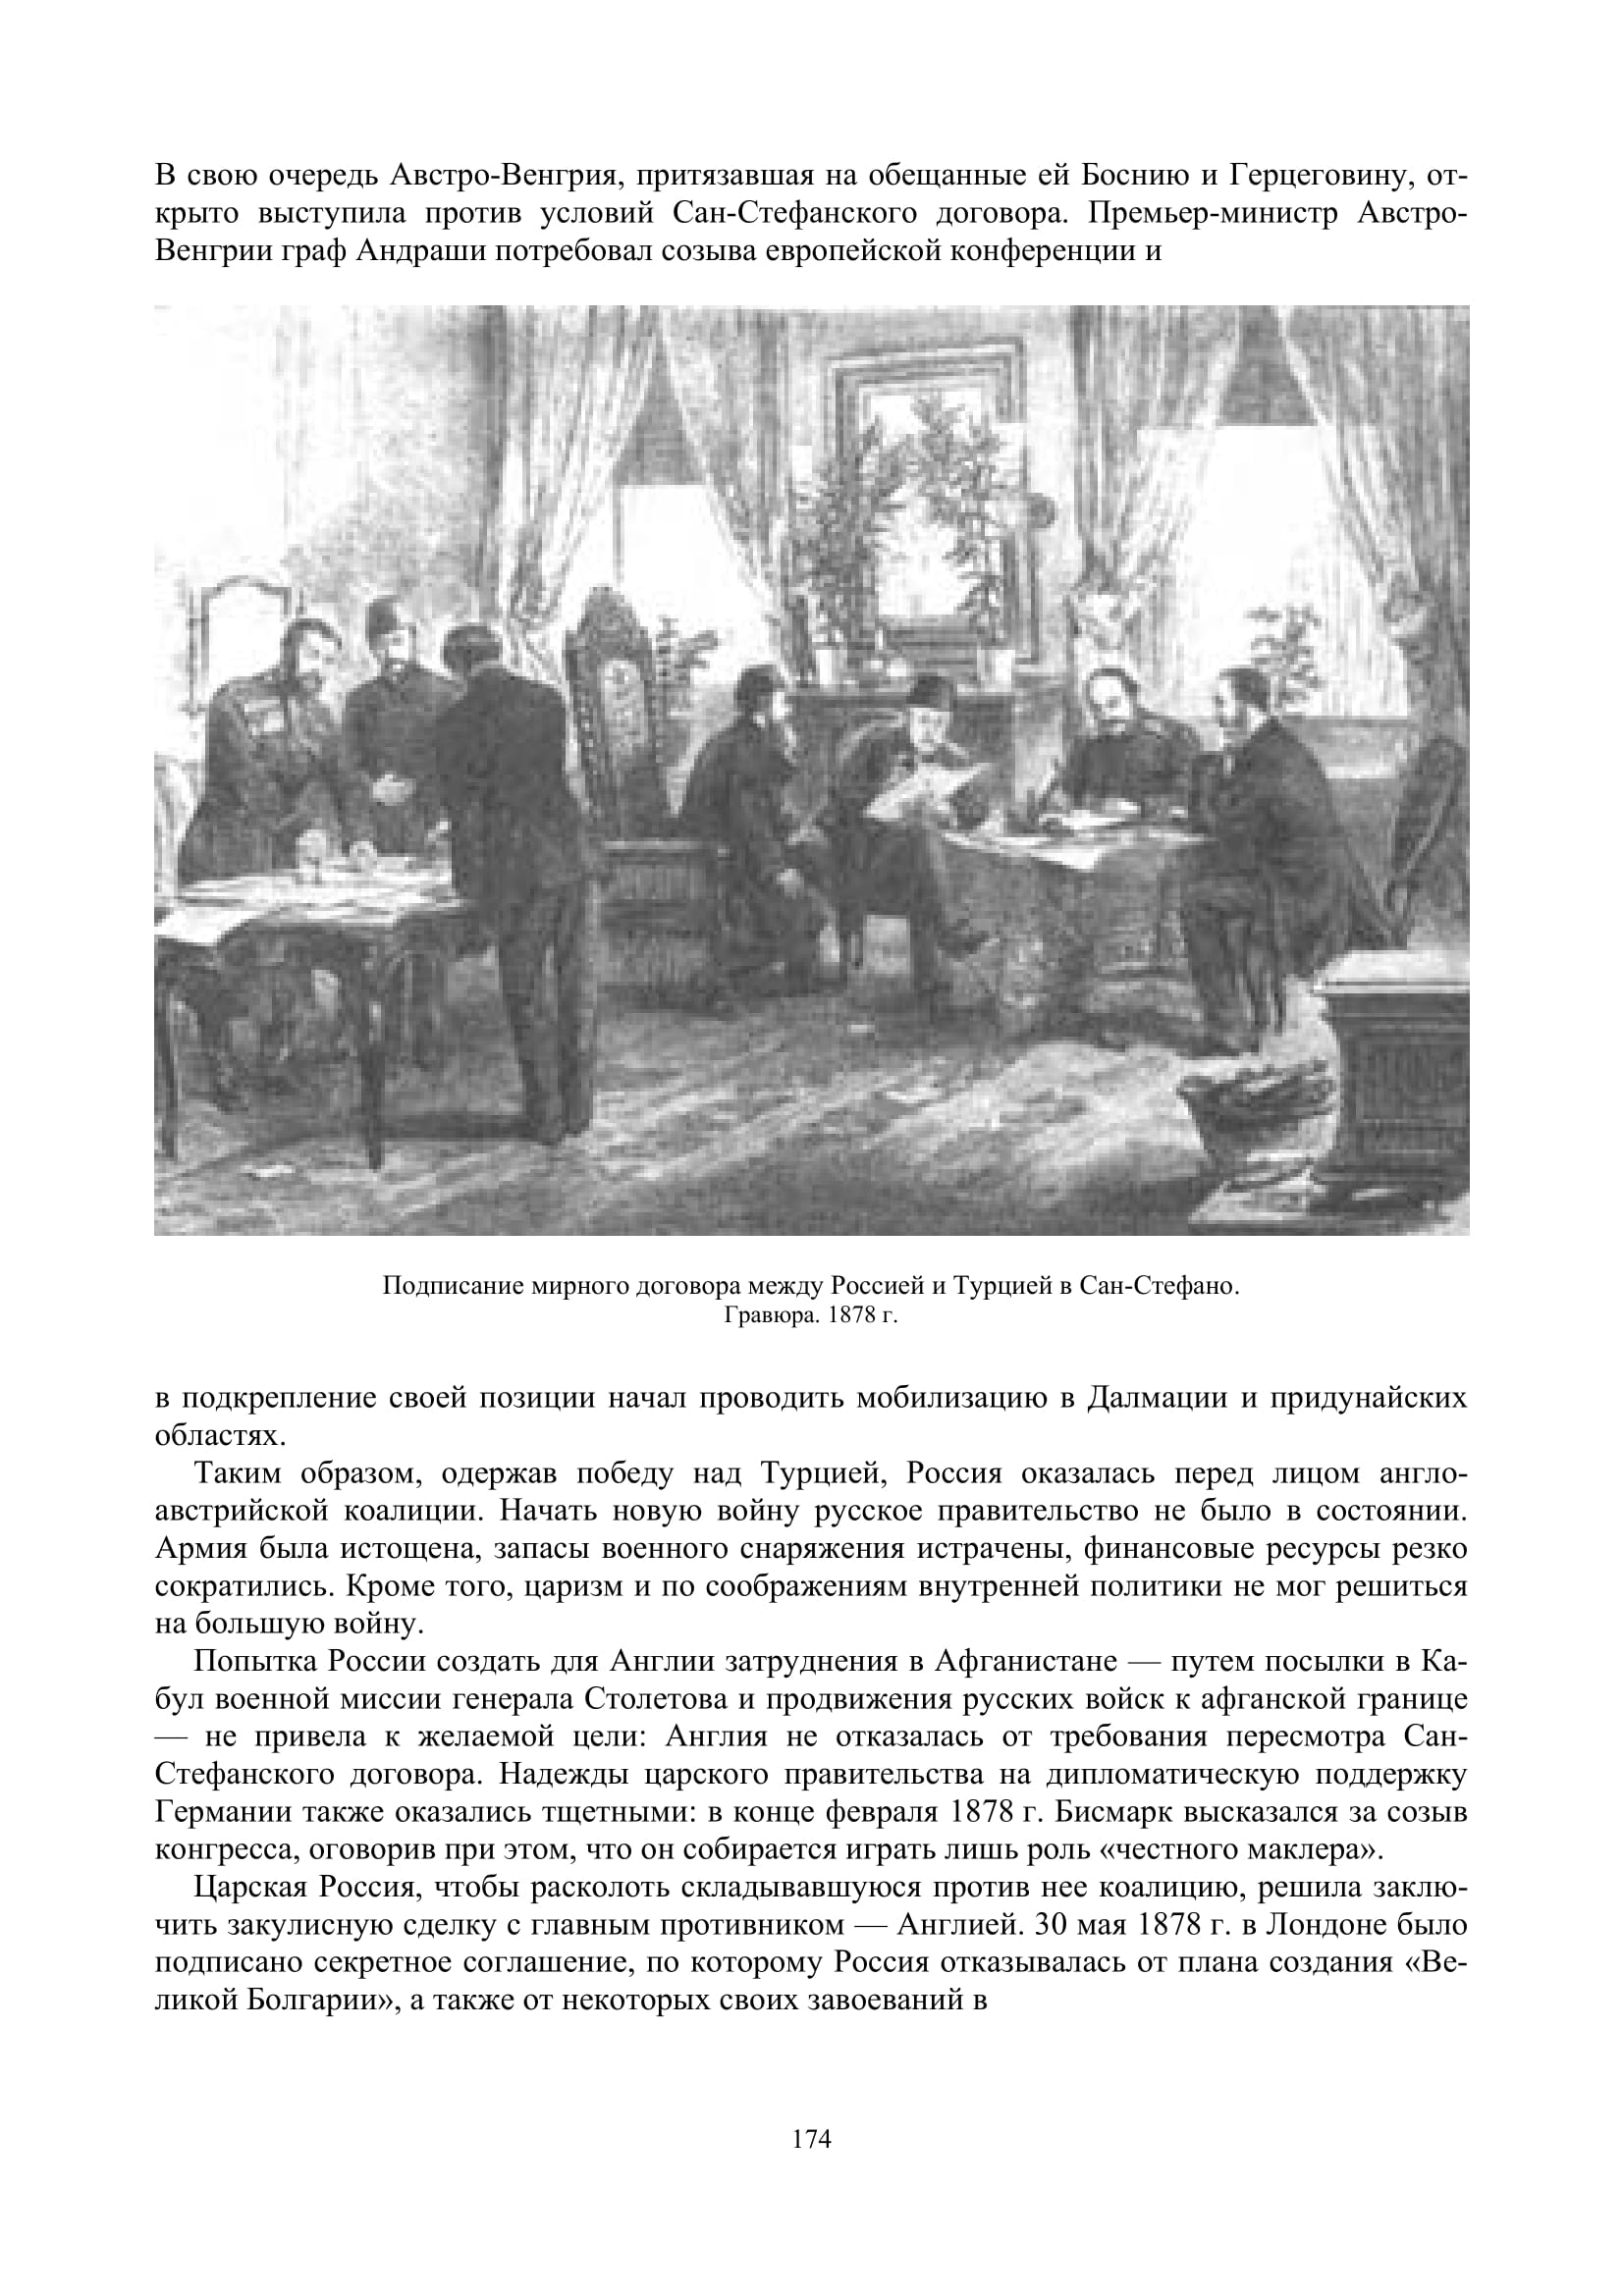 В свою очередь Австро-Венгрия, притязавшая на обещанные ей Боснию и Герцеговину, от-
крыто выступила против условий Сан-Стефанского договора. Премьер-министр Австро-
Венгрии граф Андраши потребовал созыва европейской конференции и
Подписание мирного договора между Россией и Турцией в Сан-Стефано.
Гравюра. 1878 г.
в подкрепление своей позиции начал проводить мобилизацию в Далмации и придунайских
областях.
Таким образом, одержав победу над Турцией, Россия оказалась перед лицом англо-
австрийской коалиции. Начать новую войну русское правительство не было в состоянии.
Армия была истощена, запасы военного снаряжения истрачены, финансовые ресурсы резко
сократились. Кроме того, царизм и по соображениям внутренней политики не мог решиться
на большую войну.
Попытка России создать для Англии затруднения в Афганистане — путем посылки в Ка-
бул военной миссии генерала Столетова и продвижения русских войск к афганской границе
— не привела к желаемой цели: Англия не отказалась от требования пересмотра Сан-
Стефанского договора. Надежды царского правительства на дипломатическую поддержку
Германии также оказались тщетными: в конце февраля 1878 г. Бисмарк высказался за созыв
конгресса, оговорив при этом, что он собирается играть лишь роль «честного маклера».
Царская Россия, чтобы расколоть складывавшуюся против нее коалицию, решила заклю-
чить закулисную сделку с главным противником — Англией. 30 мая 1878 г. в Лондоне было
подписано секретное соглашение, по которому Россия отказывалась от плана создания «Ве-
ликой Болгарии», а также от некоторых своих завоеваний в
174